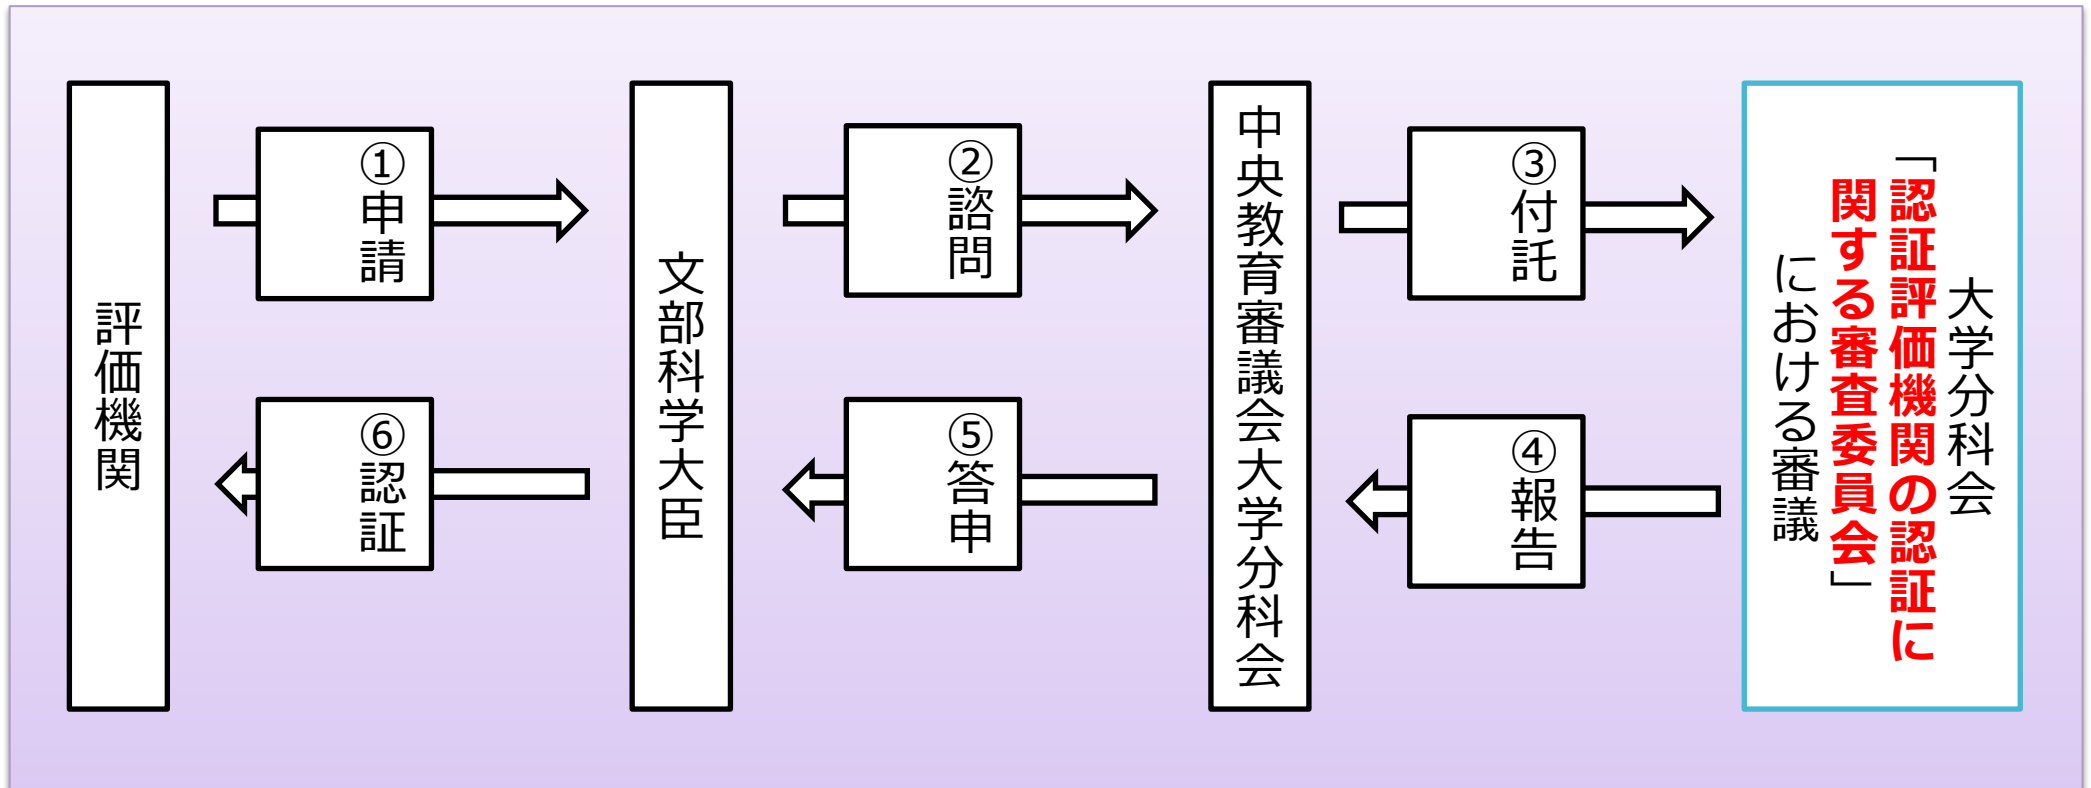 評価機関
①申請
⑥認証
文部科学大臣
②諮問
⑤答申
中央教育審議会大学分科会
③付託
④報告
大学分科会
「認証評価機関の認証に
関する審査委員会」
における審議